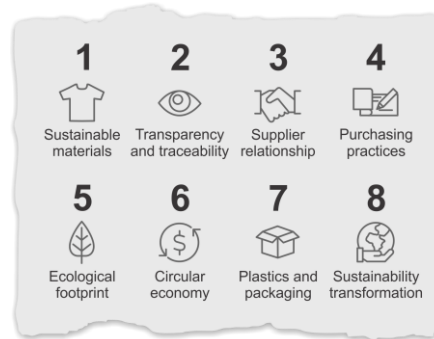 1 2 3 4
Sustainable Transparency Supplier Purchasing
materials and traceability relationship practices
5 6 7 8
Ecological Circular Plastics and Sustainability
footprint economy packaging transformation